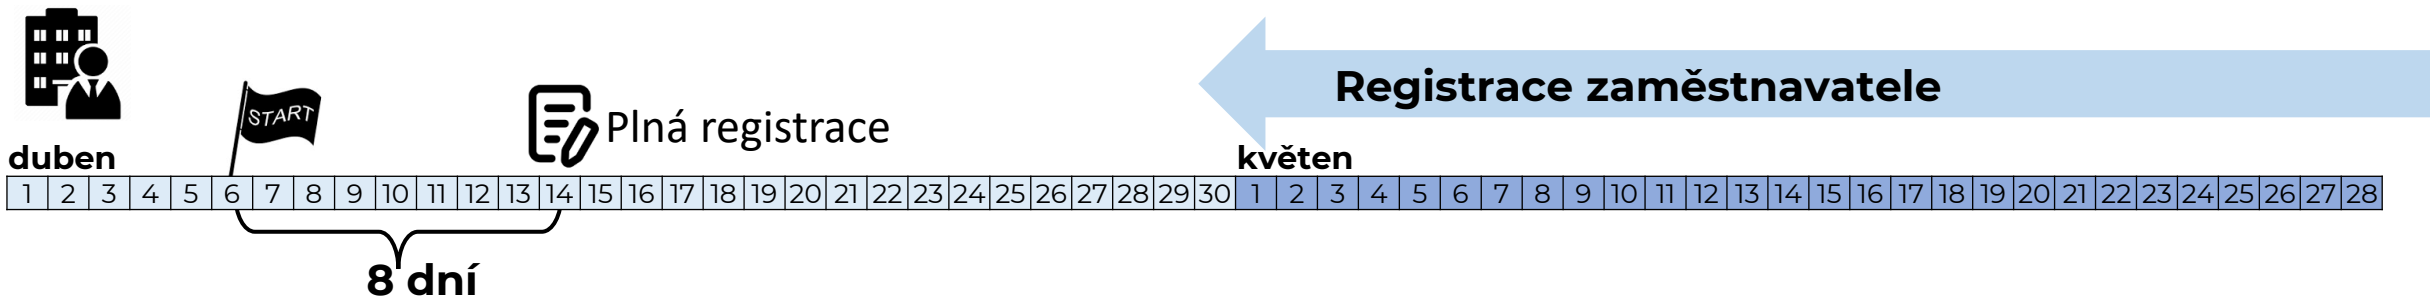 Registrace zaměstnavatele
START
Plná registrace
duben
květen
1 2 3 4 5 6 7 8 9 10 11 12 13 14 15 16 17 18 19 20 21 22 23 24 25 26 27 28 29 30 1 2 3 4 5 6 7 8 9 10 11 12 13 14 15 16 17 18 19 20 21 22 23 24 25 26 27 28
8 dní